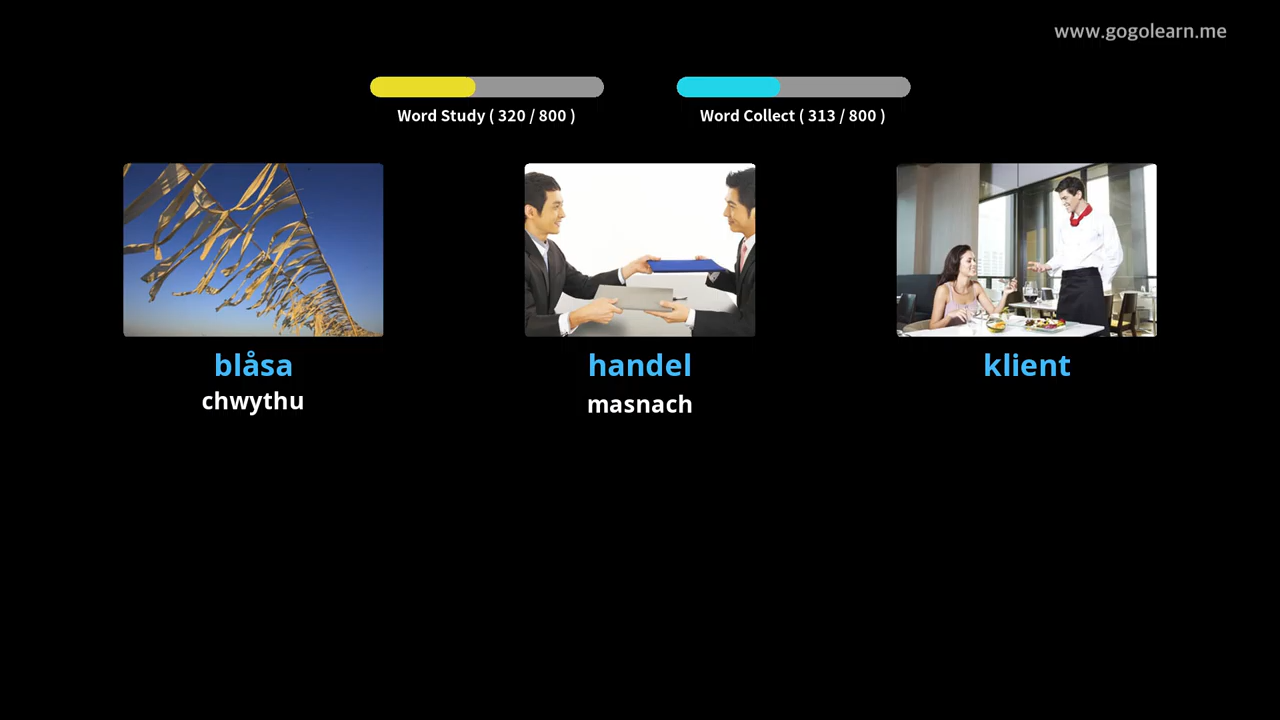 www.gogolearn.me
Word Study ( 320 / 800 )
Word Collect ( 313 / 800 )
blåsa
handel
klient
chwythu
masnach